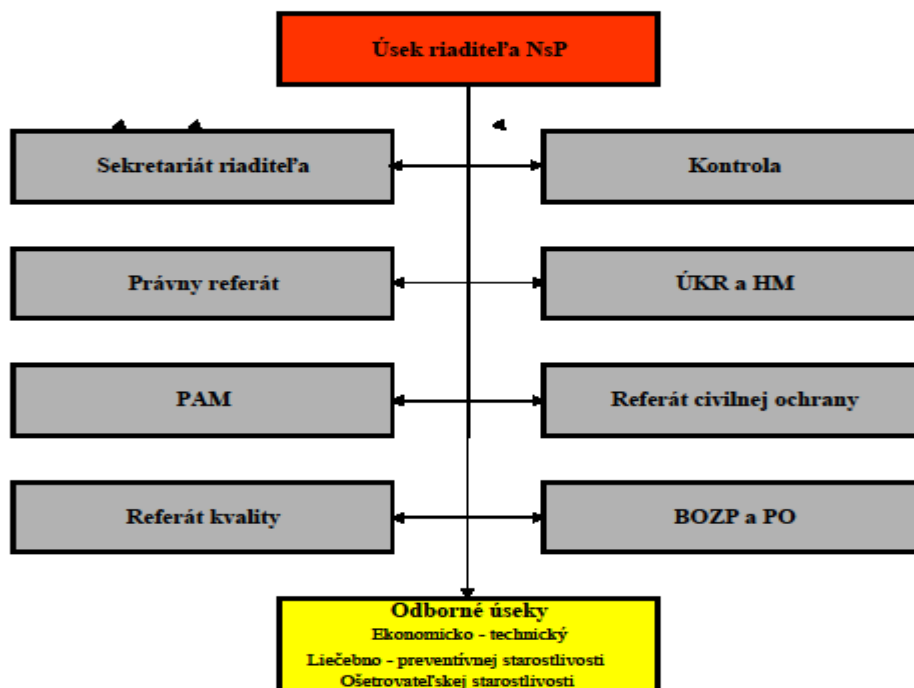 Úsek riaditeľa NsP
Sekretariát riaditeľa
Kontrola
Právny referát
ÚKR a HM
PAM
Referát civilnej ochrany
Referát kvality
BOZP a PO
Odborné úseky
Ekonomicko - technický
Liečebno - preventívnej starostlivosti
Ošetrovateľskej starostlivosti